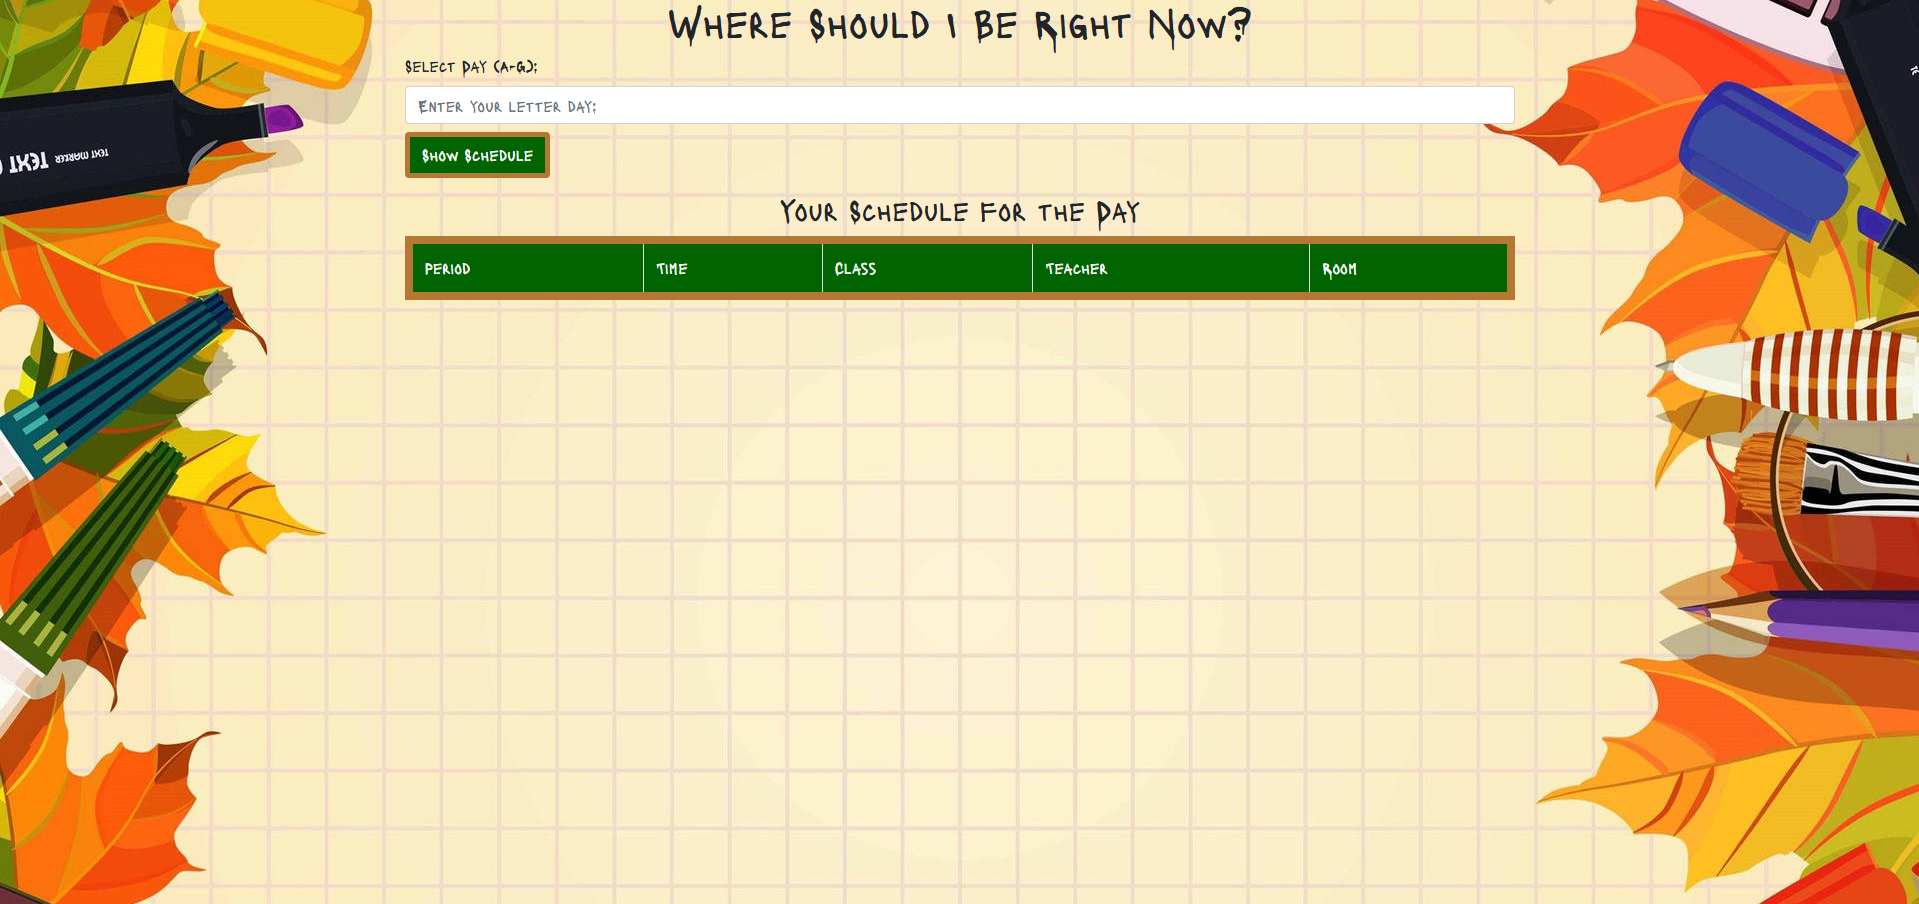 Where Should I Be Right Now?
Select Day (A-G):
Enter your letter day:
Show Schedule
Your Schedule for the Day
Period Time Class Teacher Room
TEXT MARKER TEXT